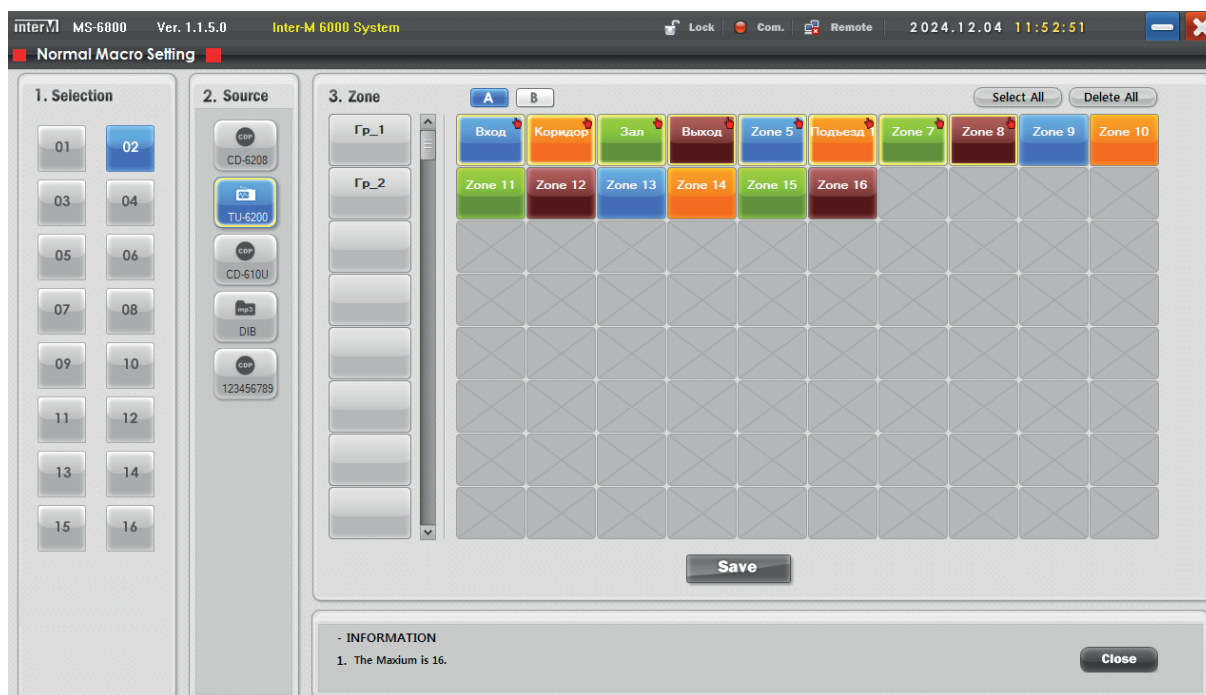 inter M MS-6800 Ver. 1.1.5.0 Inter-M 6000 System Lock Com. Remote 2024.12.04 11:52:51
Normal Macro Setting
1. Selection
01 02
03 04
05 06
07 08
09 10
11 12
13 14
15 16
2. Source
CDP
CD-6208
TU-6200
CDP
CD-610U
mp3
DIB
CDP
123456789
3. Zone A B Select All Delete All
Гр_1 Вход Коридор Зал Выход Zone 5 Подъезд 1 Zone 7 Zone 8 Zone 9 Zone 10
Гр_2 Zone 11 Zone 12 Zone 13 Zone 14 Zone 15 Zone 16
Save
- INFORMATION
1. The Maxium is 16.
Close